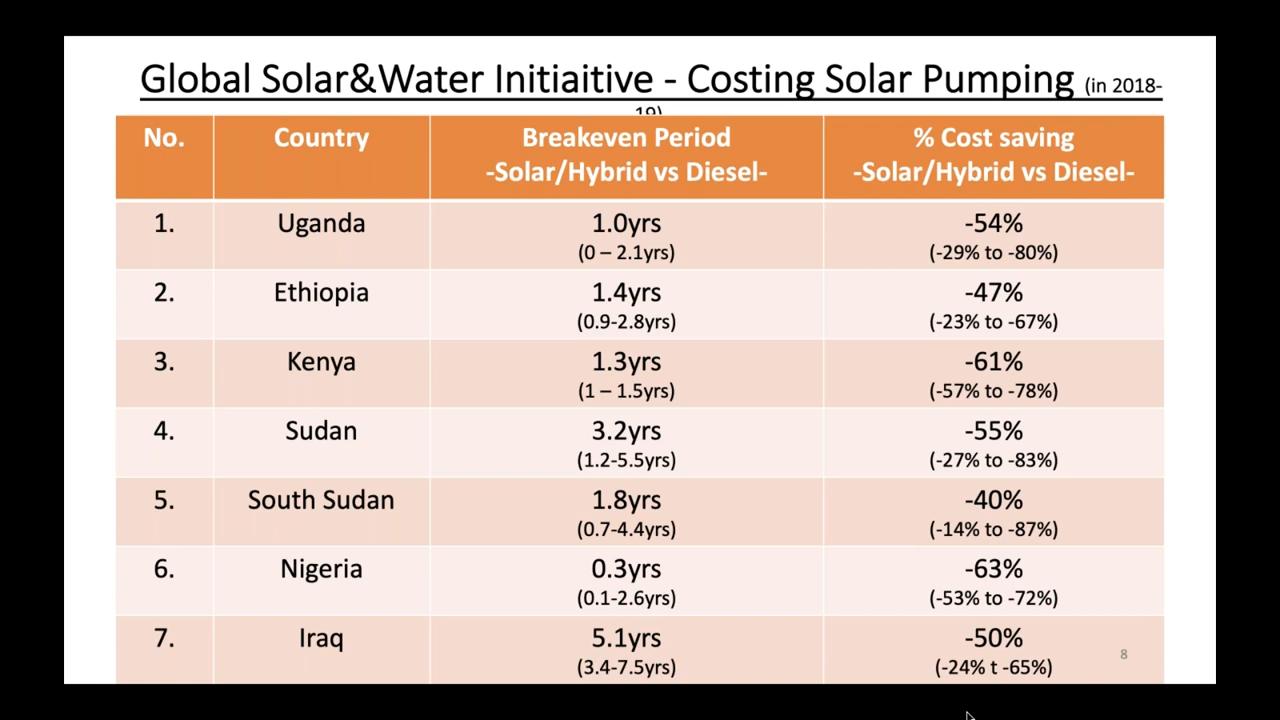 Global Solar&Water Initiaitive - Costing Solar Pumping (in 2018-
19)
No. Country Breakeven Period % Cost saving
-Solar/Hybrid vs Diesel- -Solar/Hybrid vs Diesel-
1. Uganda 1.0yrs -54%
(0 – 2.1yrs) (-29% to -80%)
2. Ethiopia 1.4yrs -47%
(0.9-2.8yrs) (-23% to -67%)
3. Kenya 1.3yrs -61%
(1 – 1.5yrs) (-57% to -78%)
4. Sudan 3.2yrs -55%
(1.2-5.5yrs) (-27% to -83%)
5. South Sudan 1.8yrs -40%
(0.7-4.4yrs) (-14% to -87%)
6. Nigeria 0.3yrs -63%
(0.1-2.6yrs) (-53% to -72%)
7. Iraq 5.1yrs -50%
(3.4-7.5yrs) (-24% t -65%)
8